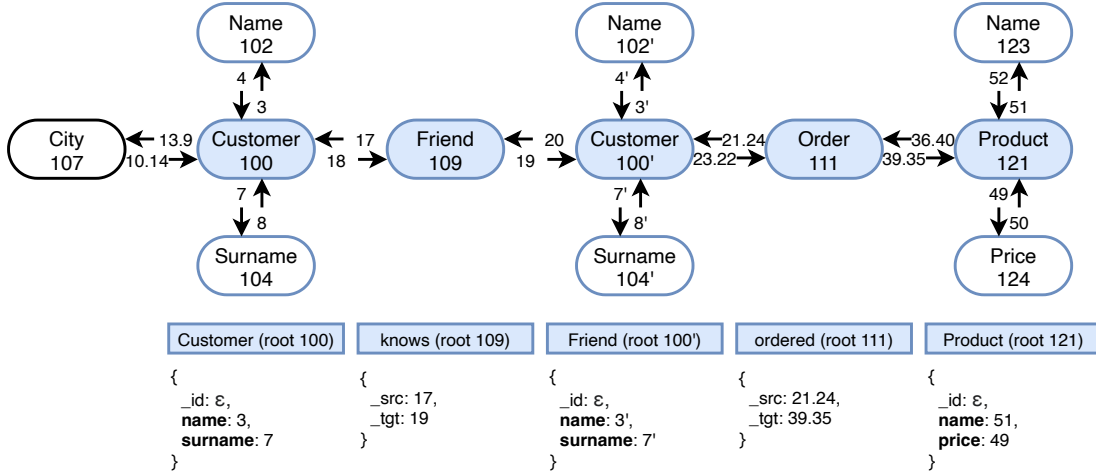 Name
102
Name
102'
Name
123
4
3
4'
3'
52
51
City
107
13.9
10.14
Customer
100
17
18
Friend
109
20
19
Customer
100'
21.24
23.22
Order
111
36.40
39.35
Product
121
7
8
7'
8'
49
50
Surname
104
Surname
104'
Price
124
Customer (root 100)
knows (root 109)
Friend (root 100')
ordered (root 111)
Product (root 121)
{
_id: ε,
name: 3,
surname: 7
}
{
_src: 17,
_tgt: 19
}
{
_id: ε,
name: 3',
surname: 7'
}
{
_src: 21.24,
_tgt: 39.35
}
{
_id: ε,
name: 51,
price: 49
}